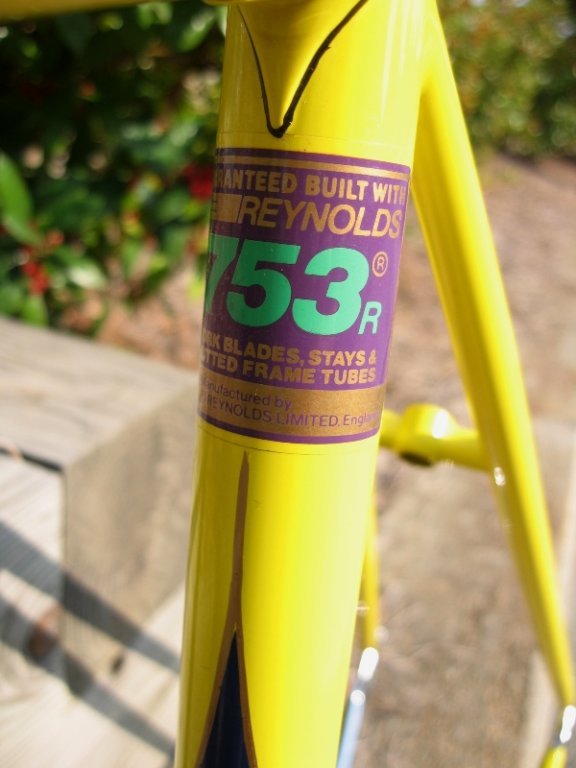 RANTEED BUILT WITH
REYNOLDS
753 R ®
RK BLADES, STAYS &
TTED FRAME TUBES
anufactured by
REYNOLDS LIMITED. England